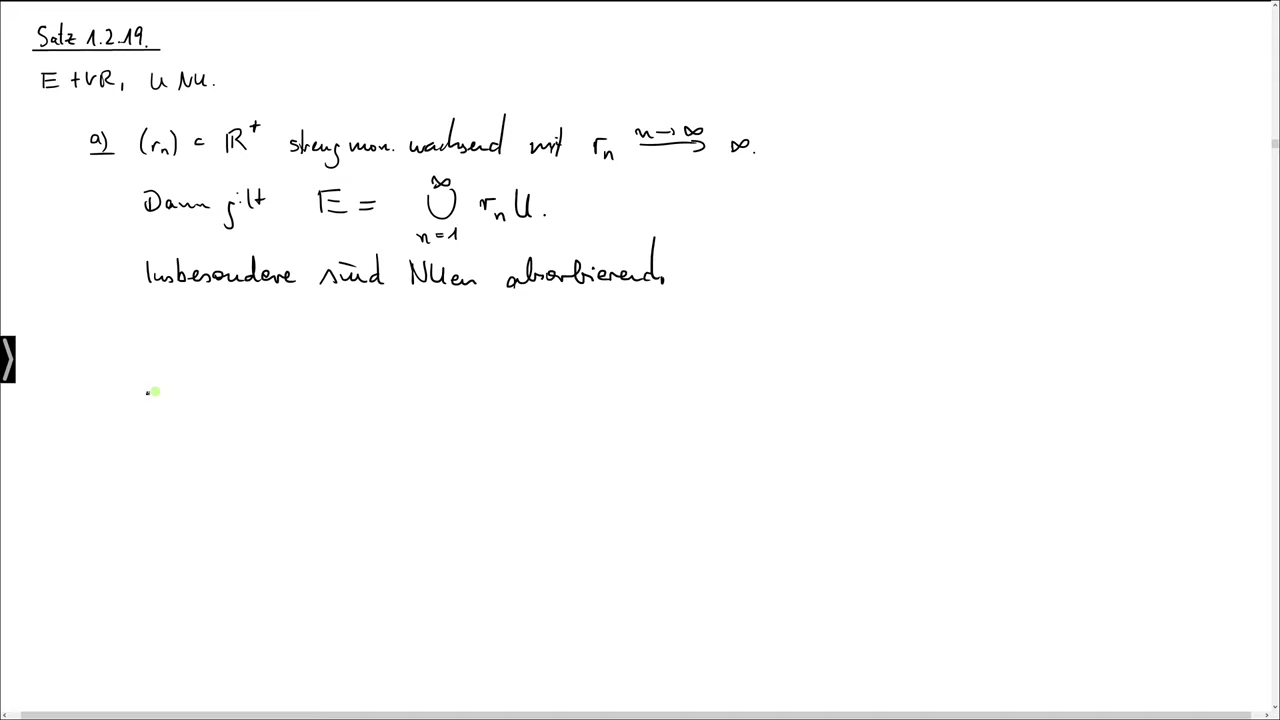 Satz 1.2.19.
E tVR, U NU.
a) (rₙ) ⊂ ℝ⁺ streng mon. wachsend mit rₙ —n→∞→ ∞.
Dann gilt E = ⋃_{n=1}^{∞} rₙ U.
Insbesondere sind NUen absorbierend.